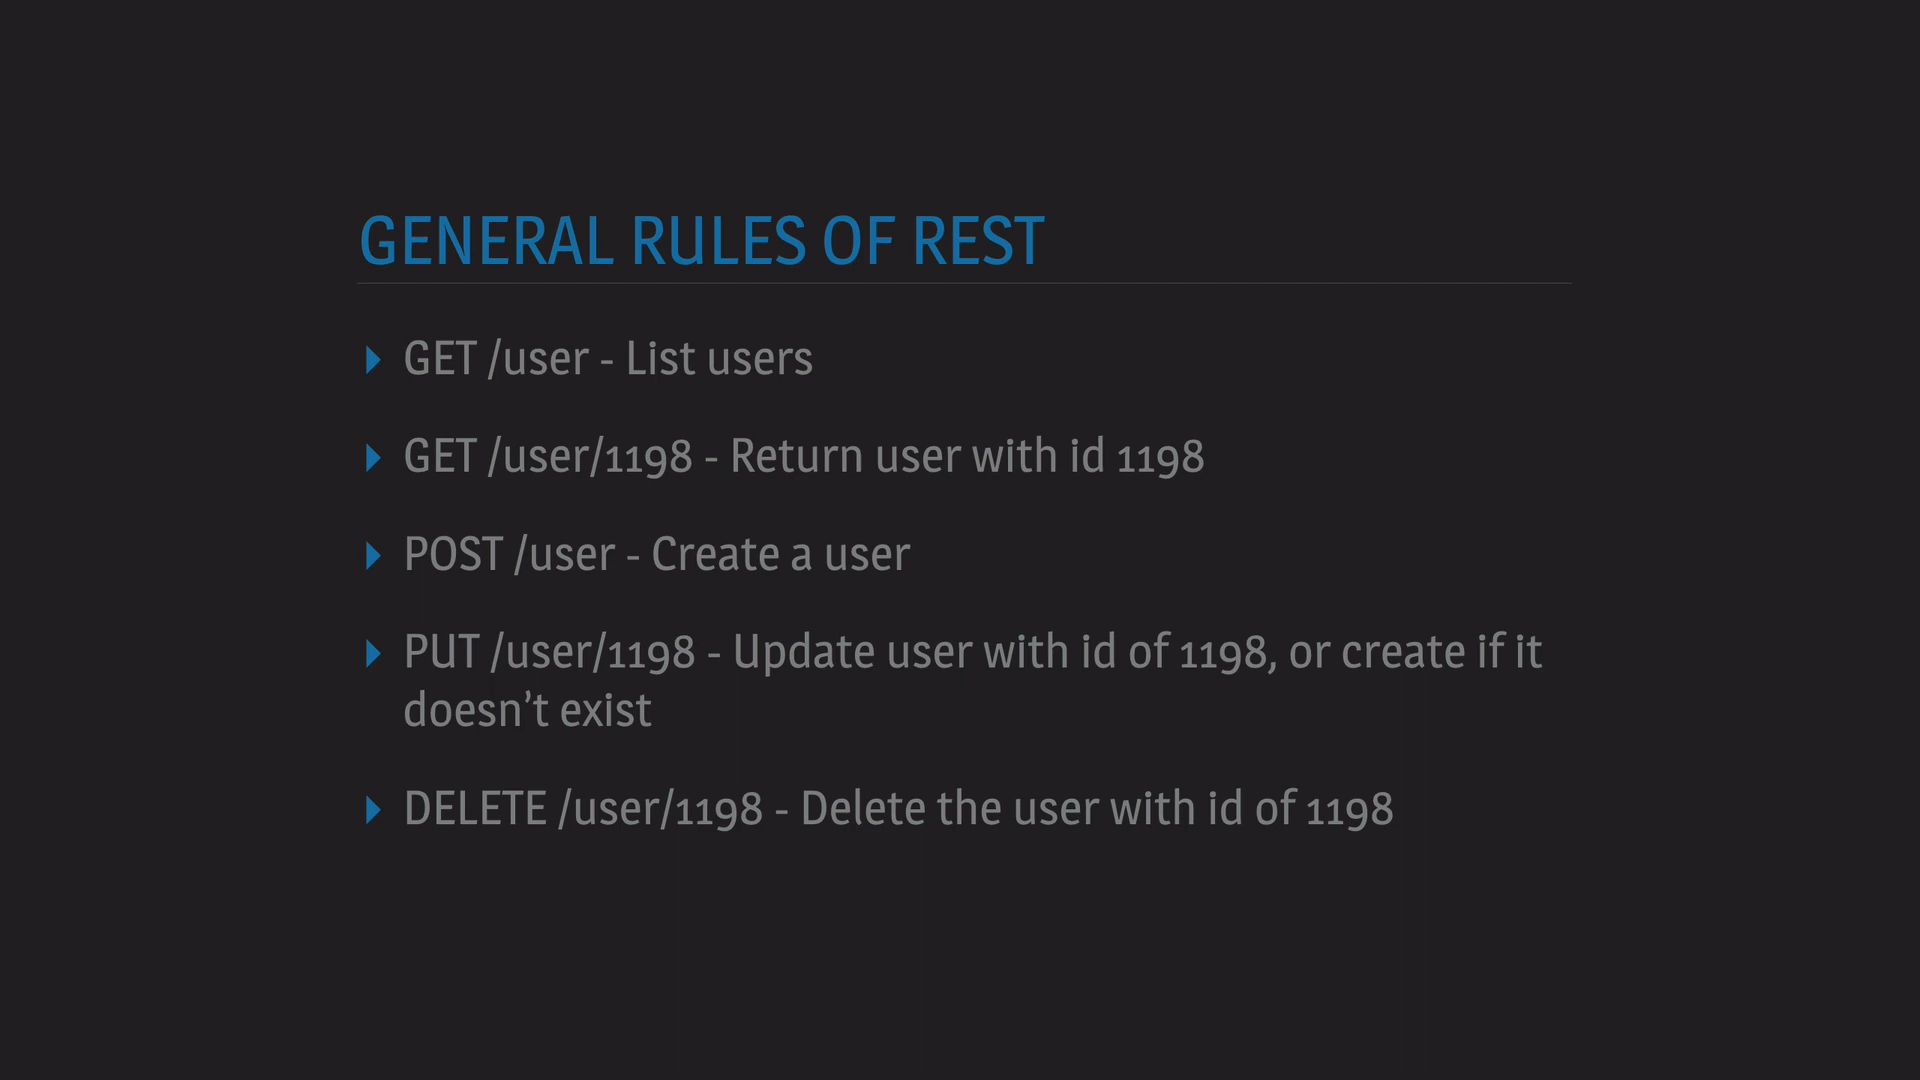 GENERAL RULES OF REST
GET /user - List users
GET /user/1198 - Return user with id 1198
POST /user - Create a user
PUT /user/1198 - Update user with id of 1198, or create if it
doesn’t exist
DELETE /user/1198 - Delete the user with id of 1198